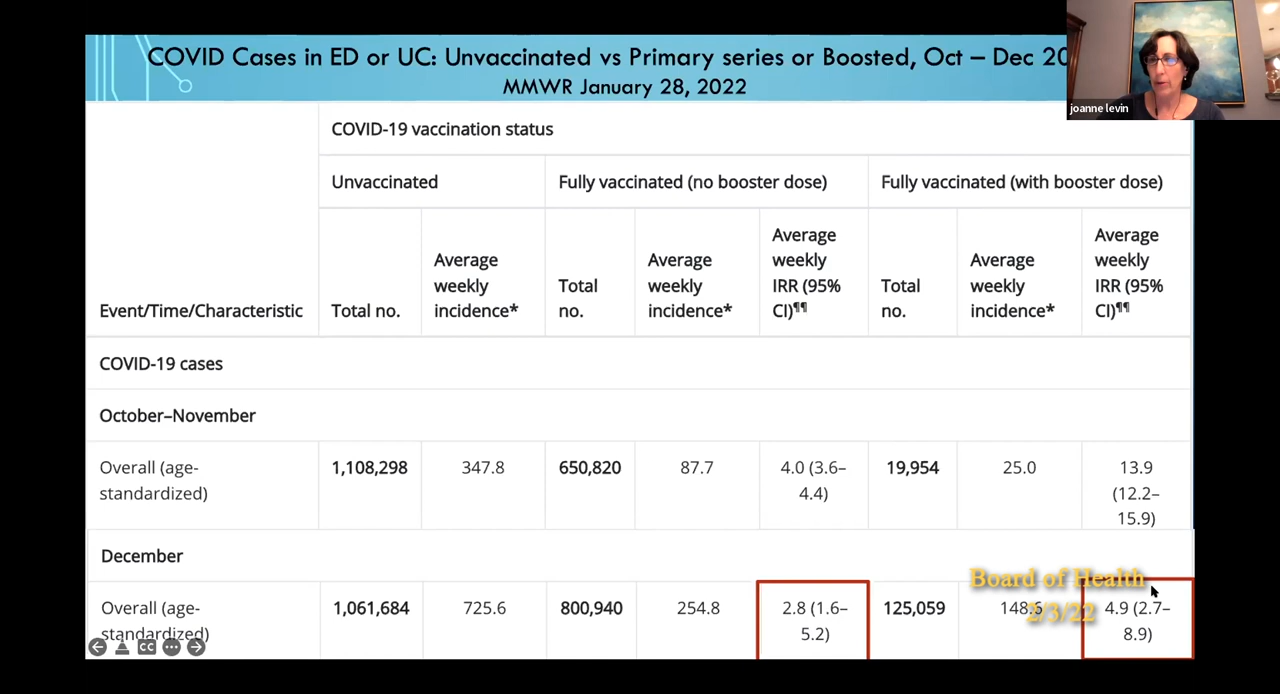 COVID Cases in ED or UC: Unvaccinated vs Primary series or Boosted, Oct – Dec 20
MMWR January 28, 2022
joanne levin
COVID-19 vaccination status
Unvaccinated
Fully vaccinated (no booster dose)
Fully vaccinated (with booster dose)
Event/Time/Characteristic
Total no.
Average
weekly
incidence*
Total
no.
Average
weekly
incidence*
Average
weekly
IRR (95%
CI)¶¶
Total
no.
Average
weekly
incidence*
Average
weekly
IRR (95%
CI)¶¶
COVID-19 cases
October–November
Overall (age-
standardized)
1,108,298
347.8
650,820
87.7
4.0 (3.6–
4.4)
19,954
25.0
13.9
(12.2–
15.9)
December
Overall (age-
standardized)
1,061,684
725.6
800,940
254.8
2.8 (1.6–
5.2)
125,059
148.6
4.9 (2.7–
8.9)
Board of Health
2/3/22
CC